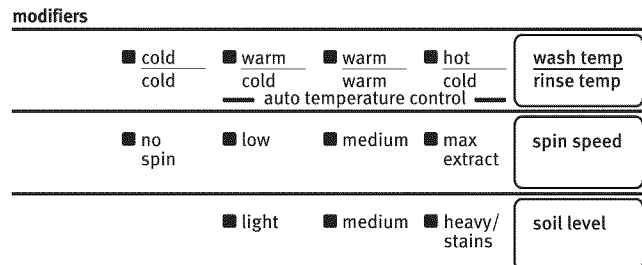 modifiers
cold warm warm hot wash temp
cold cold warm cold rinse temp
auto temperature control
no low medium max spin speed
spin extract
light medium heavy/ soil level
stains